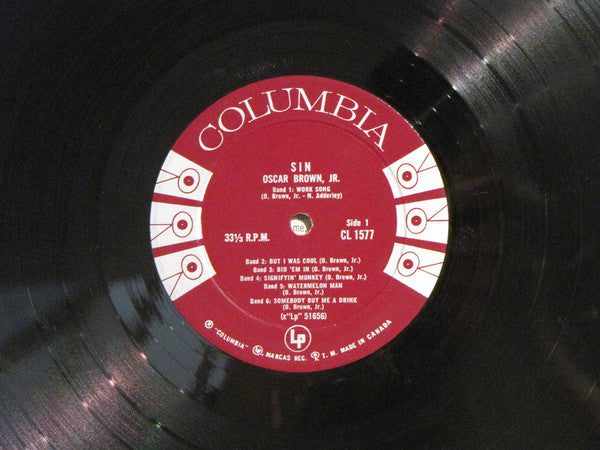 COLUMBIA
SIN
OSCAR BROWN, JR.
Band 1: WORK SONG
(O. Brown, Jr. - N. Adderley)
33⅓ R.P.M.
Side 1
CL 1577
Band 2: BUT I WAS COOL (O. Brown, Jr.)
Band 3: BID 'EM IN (O. Brown, Jr.)
Band 4: SIGNIFYIN' MONKEY (O. Brown, Jr.)
Band 5: WATERMELON MAN
(O. Brown, Jr.)
Band 6: SOMEBODY BUY ME A DRINK
(O. Brown, Jr.)
(x"Lp" 51656)
Lp
"COLUMBIA" MARCAS REG. T. M. MADE IN CANADA